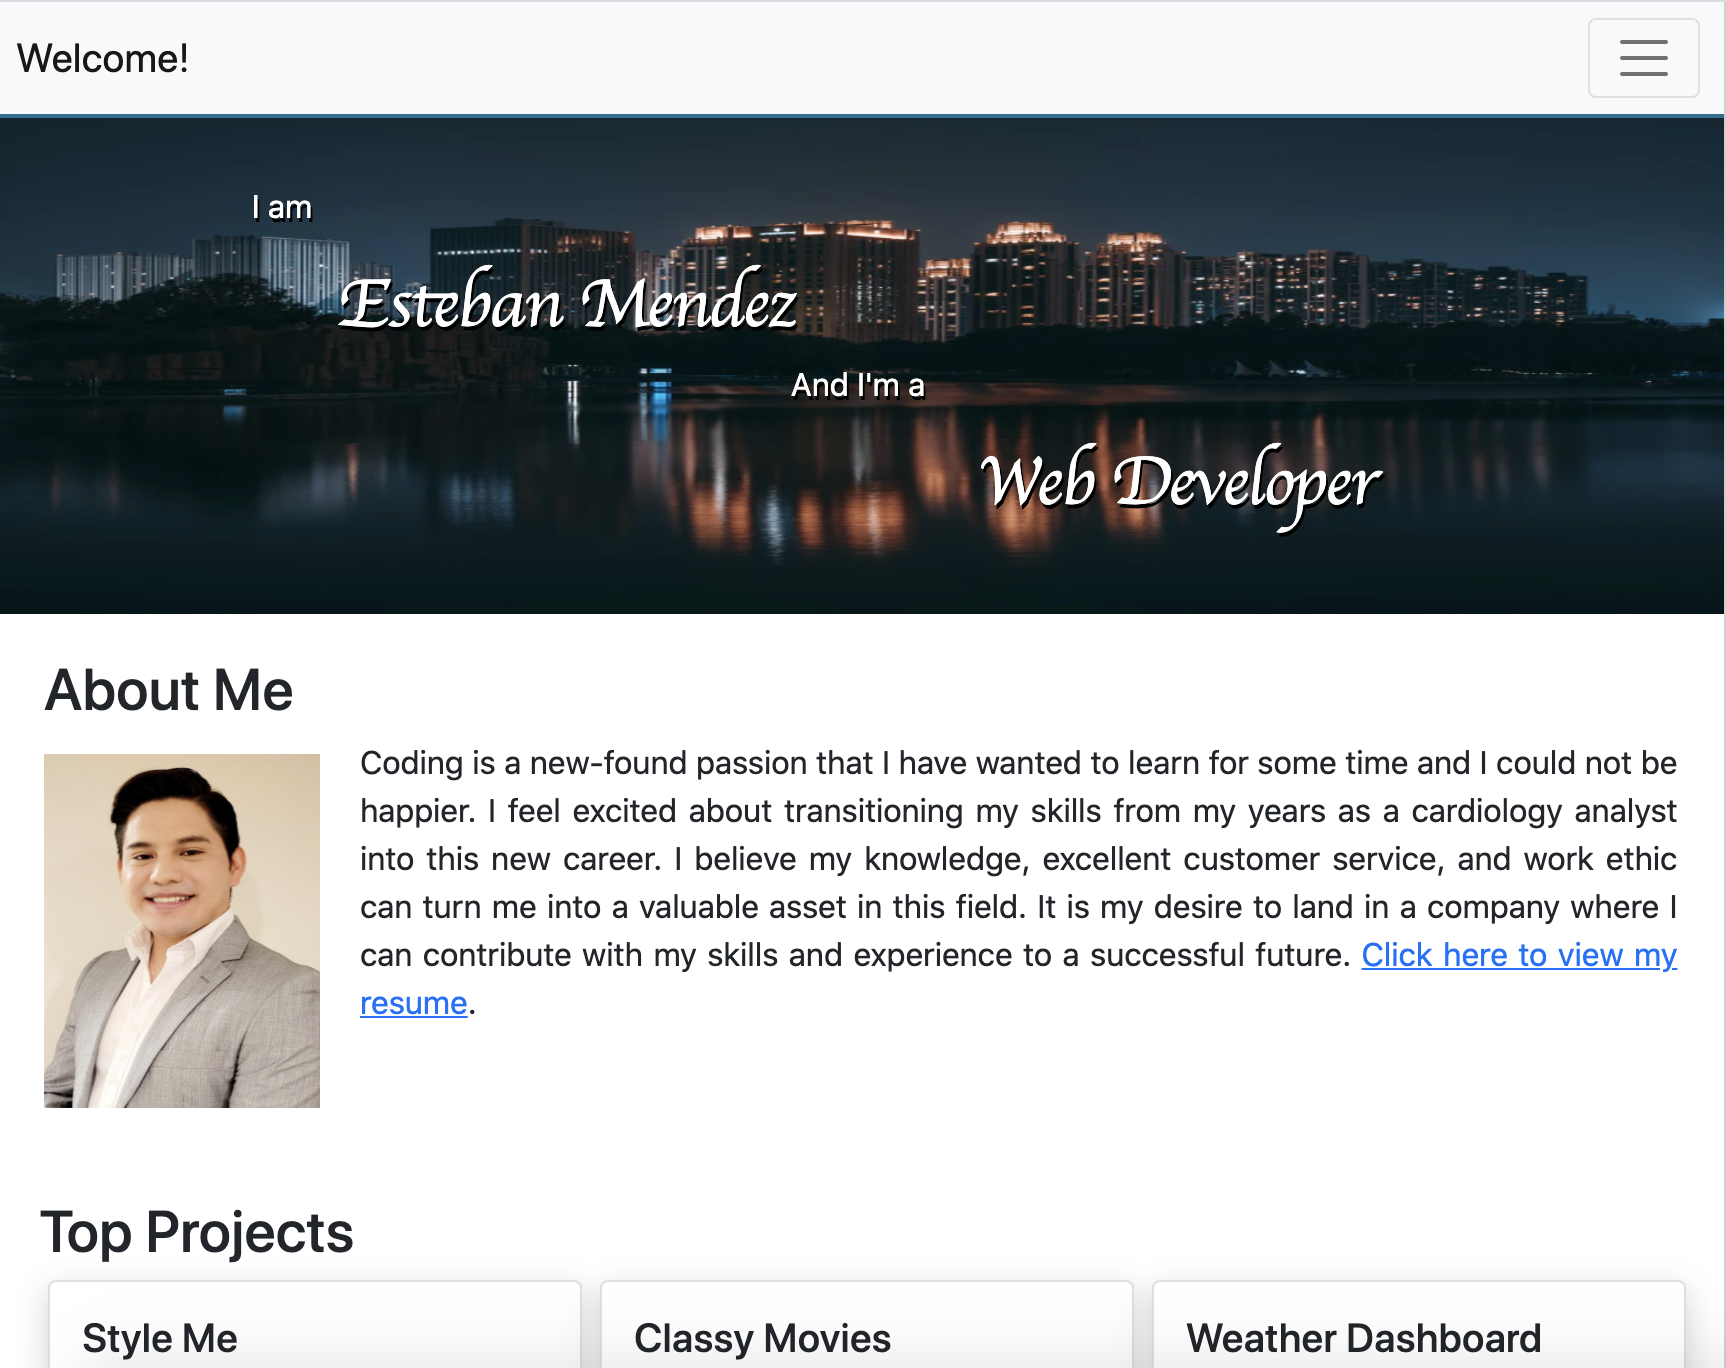 Welcome!
I am
Esteban Mendez
And I'm a
Web Developer
About Me
Coding is a new-found passion that I have wanted to learn for some time and I could not be
happier. I feel excited about transitioning my skills from my years as a cardiology analyst
into this new career. I believe my knowledge, excellent customer service, and work ethic
can turn me into a valuable asset in this field. It is my desire to land in a company where I
can contribute with my skills and experience to a successful future. Click here to view my
resume.
Top Projects
Style Me
Classy Movies
Weather Dashboard